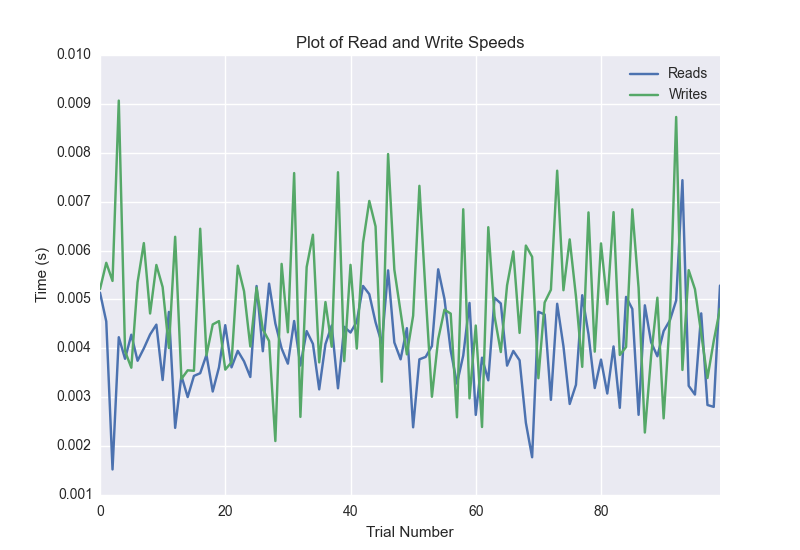 Plot of Read and Write Speeds
0.010
0.009
0.008
0.007
0.006
0.005
0.004
0.003
0.002
0.001
Time (s)
Reads
Writes
0 20 40 60 80
Trial Number